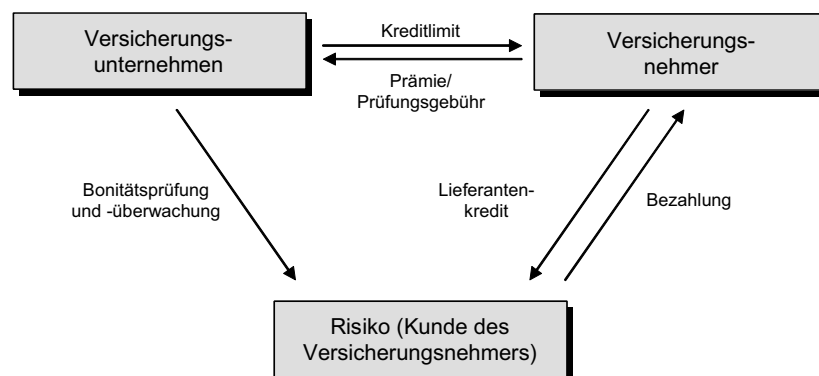 Versicherungs-
unternehmen
Kreditlimit
Prämie/
Prüfungsgebühr
Versicherungs-
nehmer
Bonitätsprüfung
und -überwachung
Lieferanten-
kredit
Bezahlung
Risiko (Kunde des
Versicherungsnehmers)